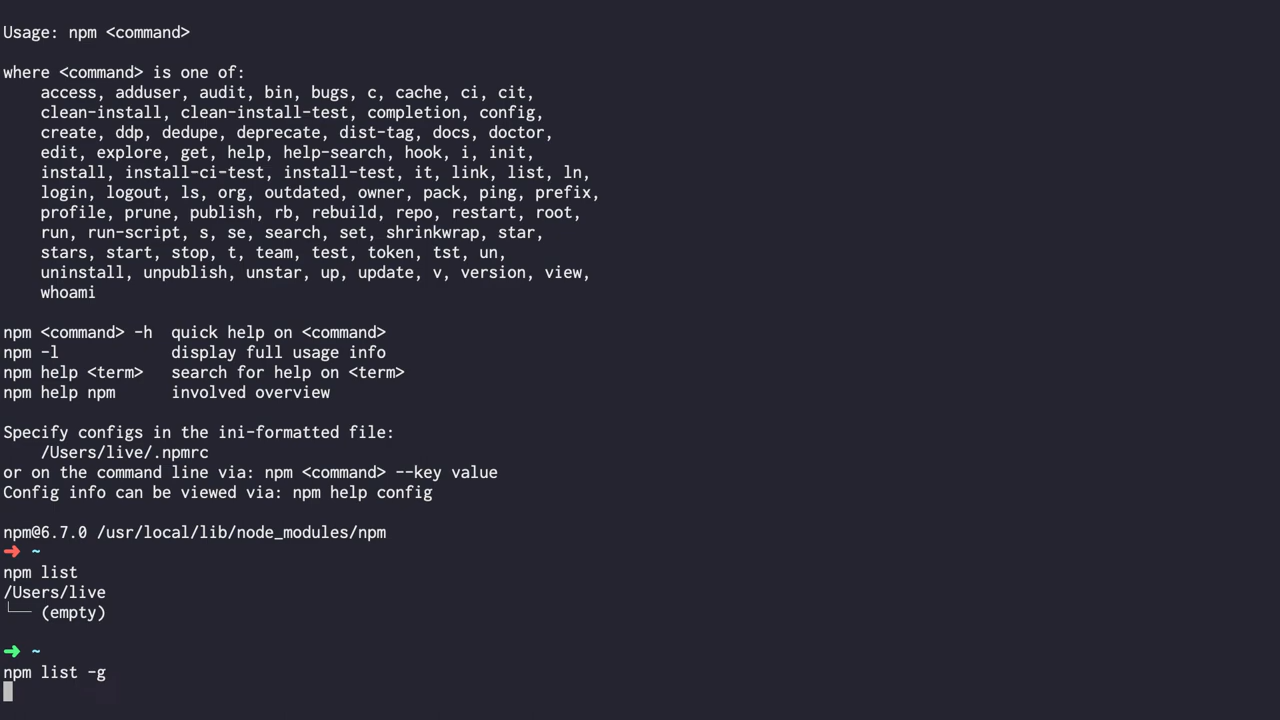 Usage: npm <command>
where <command> is one of:
access, adduser, audit, bin, bugs, c, cache, ci, cit,
clean-install, clean-install-test, completion, config,
create, ddp, dedupe, deprecate, dist-tag, docs, doctor,
edit, explore, get, help, help-search, hook, i, init,
install, install-ci-test, install-test, it, link, list, ln,
login, logout, ls, org, outdated, owner, pack, ping, prefix,
profile, prune, publish, rb, rebuild, repo, restart, root,
run, run-script, s, se, search, set, shrinkwrap, star,
stars, start, stop, t, team, test, token, tst, un,
uninstall, unpublish, unstar, up, update, v, version, view,
whoami
npm <command> -h  quick help on <command>
npm -l            display full usage info
npm help <term>   search for help on <term>
npm help npm      involved overview
Specify configs in the ini-formatted file:
/Users/live/.npmrc
or on the command line via: npm <command> --key value
Config info can be viewed via: npm help config
npm@6.7.0 /usr/local/lib/node_modules/npm
➜ ~
npm list
/Users/live
└── (empty)
➜ ~
npm list -g